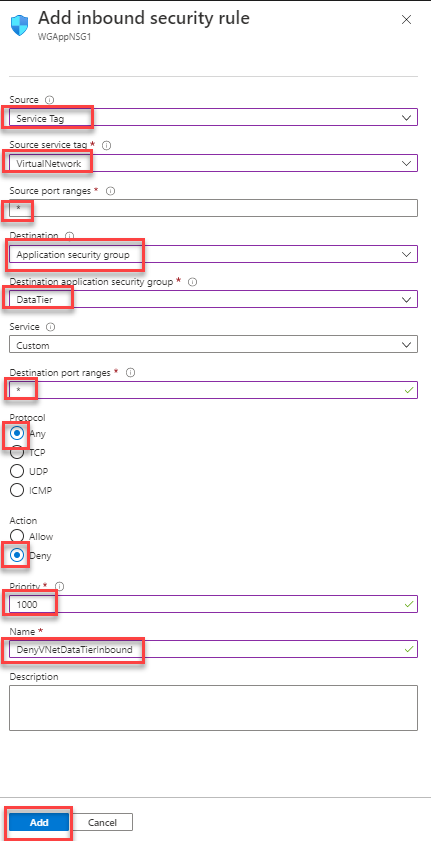 Add inbound security rule
WGAppNSG1
Source
Service Tag
Source service tag *
VirtualNetwork
Source port ranges *
*
Destination
Application security group
Destination application security group *
DataTier
Service
Custom
Destination port ranges *
*
Protocol
Any
TCP
UDP
ICMP
Action
Allow
Deny
Priority *
1000
Name *
DenyVNetDataTierInbound
Description
Add Cancel